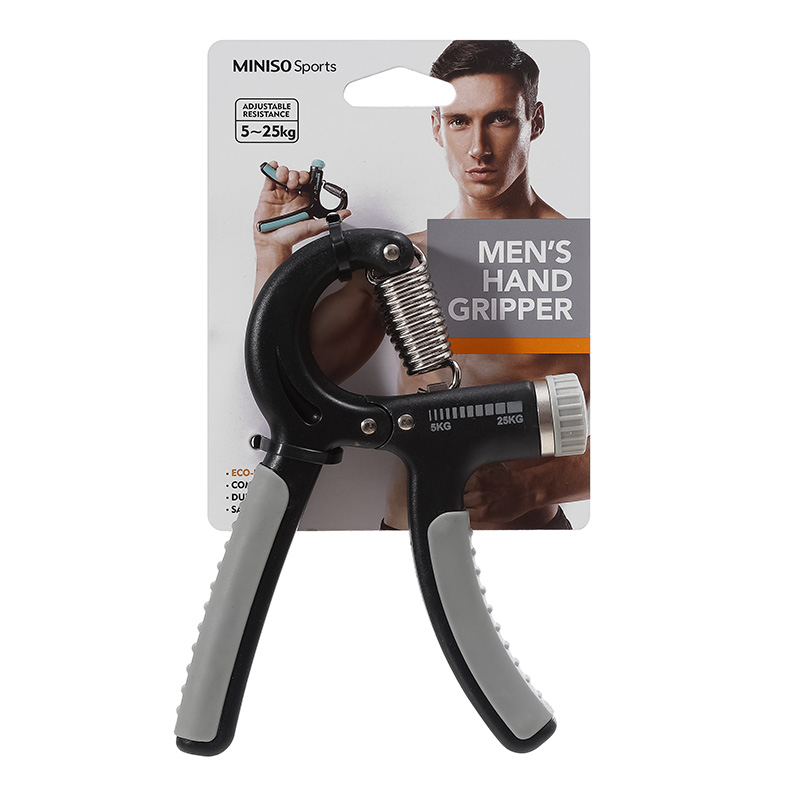 MINISO Sports
ADJUSTABLE
RESISTANCE
5~25kg
MEN'S
HAND
GRIPPER
5KG 25KG